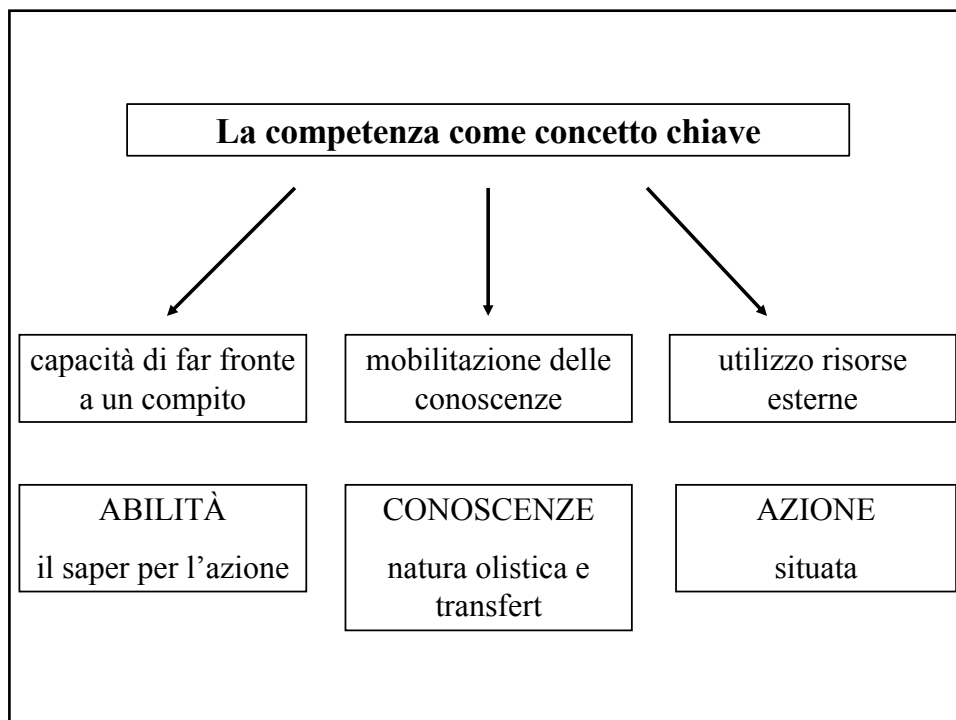 La competenza come concetto chiave
capacità di far fronte
a un compito
mobilitazione delle
conoscenze
utilizzo risorse
esterne
ABILITÀ
il saper per l’azione
CONOSCENZE
natura olistica e
transfert
AZIONE
situata